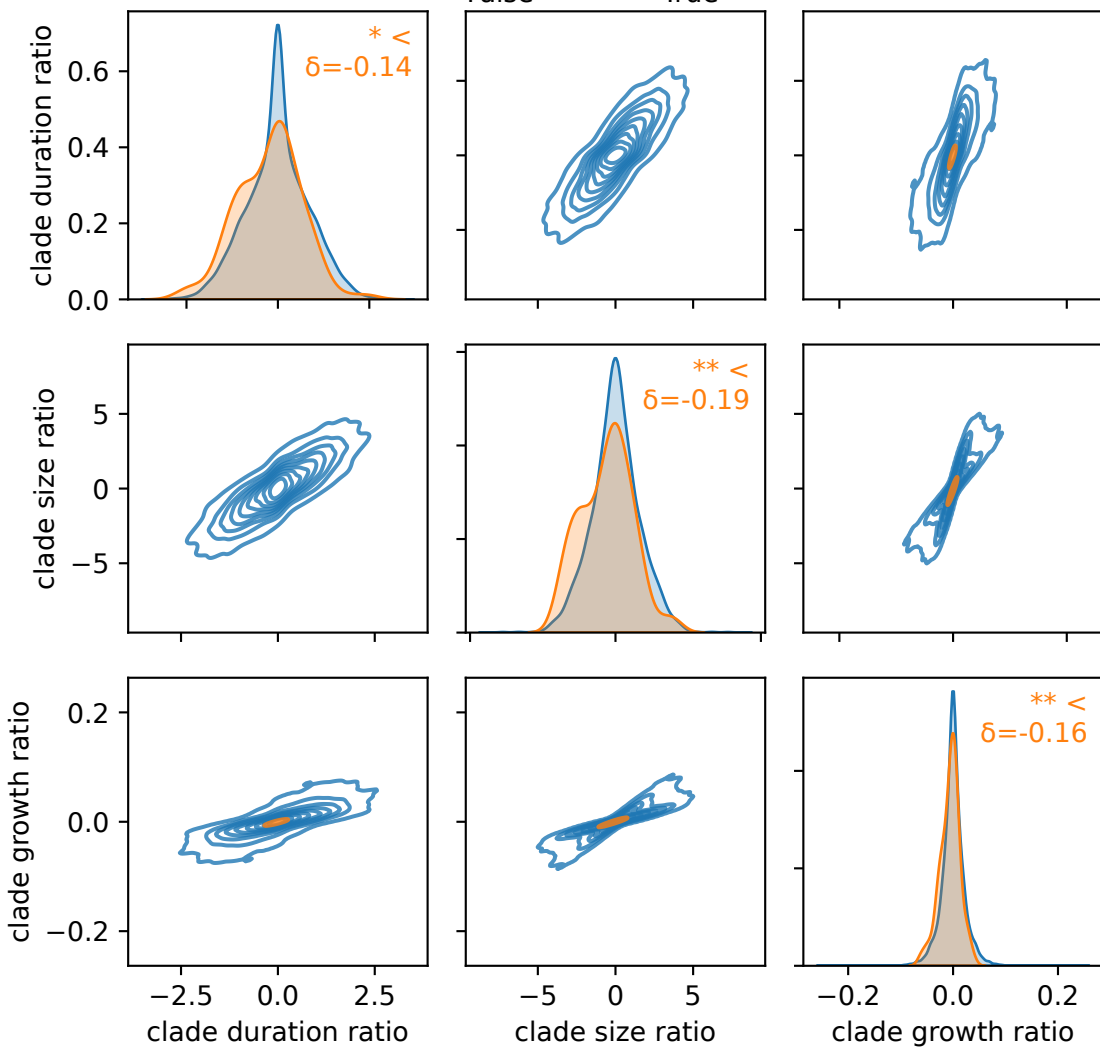 clade duration ratio
0.6
0.4
0.2
0.0
* <
δ=-0.14
clade size ratio
5
0
−5
** <
δ=-0.19
clade growth ratio
0.2
0.0
−0.2
** <
δ=-0.16
−2.5 0.0 2.5
clade duration ratio
−5 0 5
clade size ratio
−0.2 0.0 0.2
clade growth ratio